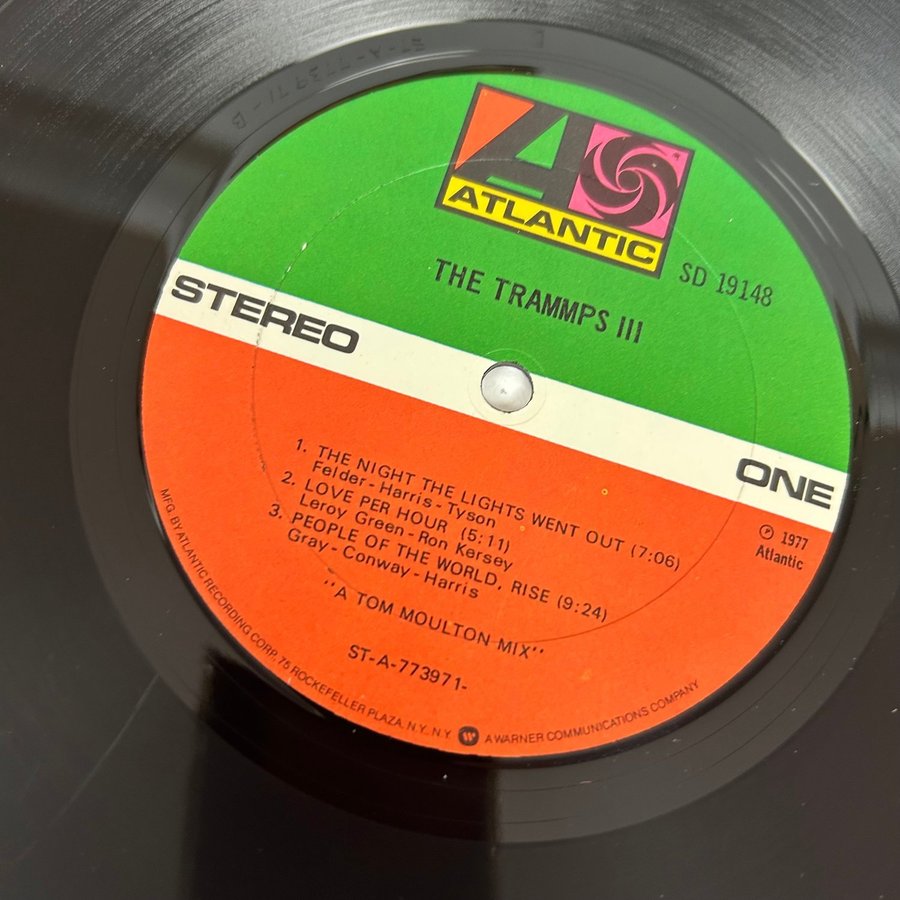 ST-A-773971-B
ATLANTIC
SD 19148
THE TRAMMPS III
STEREO
ONE
1. THE NIGHT THE LIGHTS WENT OUT (7:06)
Felder-Harris-Tyson
2. LOVE PER HOUR (5:11)
Leroy Green-Ron Kersey
3. PEOPLE OF THE WORLD, RISE (9:24)
Gray-Conway-Harris
"A TOM MOULTON MIX"
ST-A-773971-
℗ 1977
Atlantic
MFG. BY ATLANTIC RECORDING CORP., 75 ROCKEFELLER PLAZA, N.Y., N.Y. W A WARNER COMMUNICATIONS COMPANY